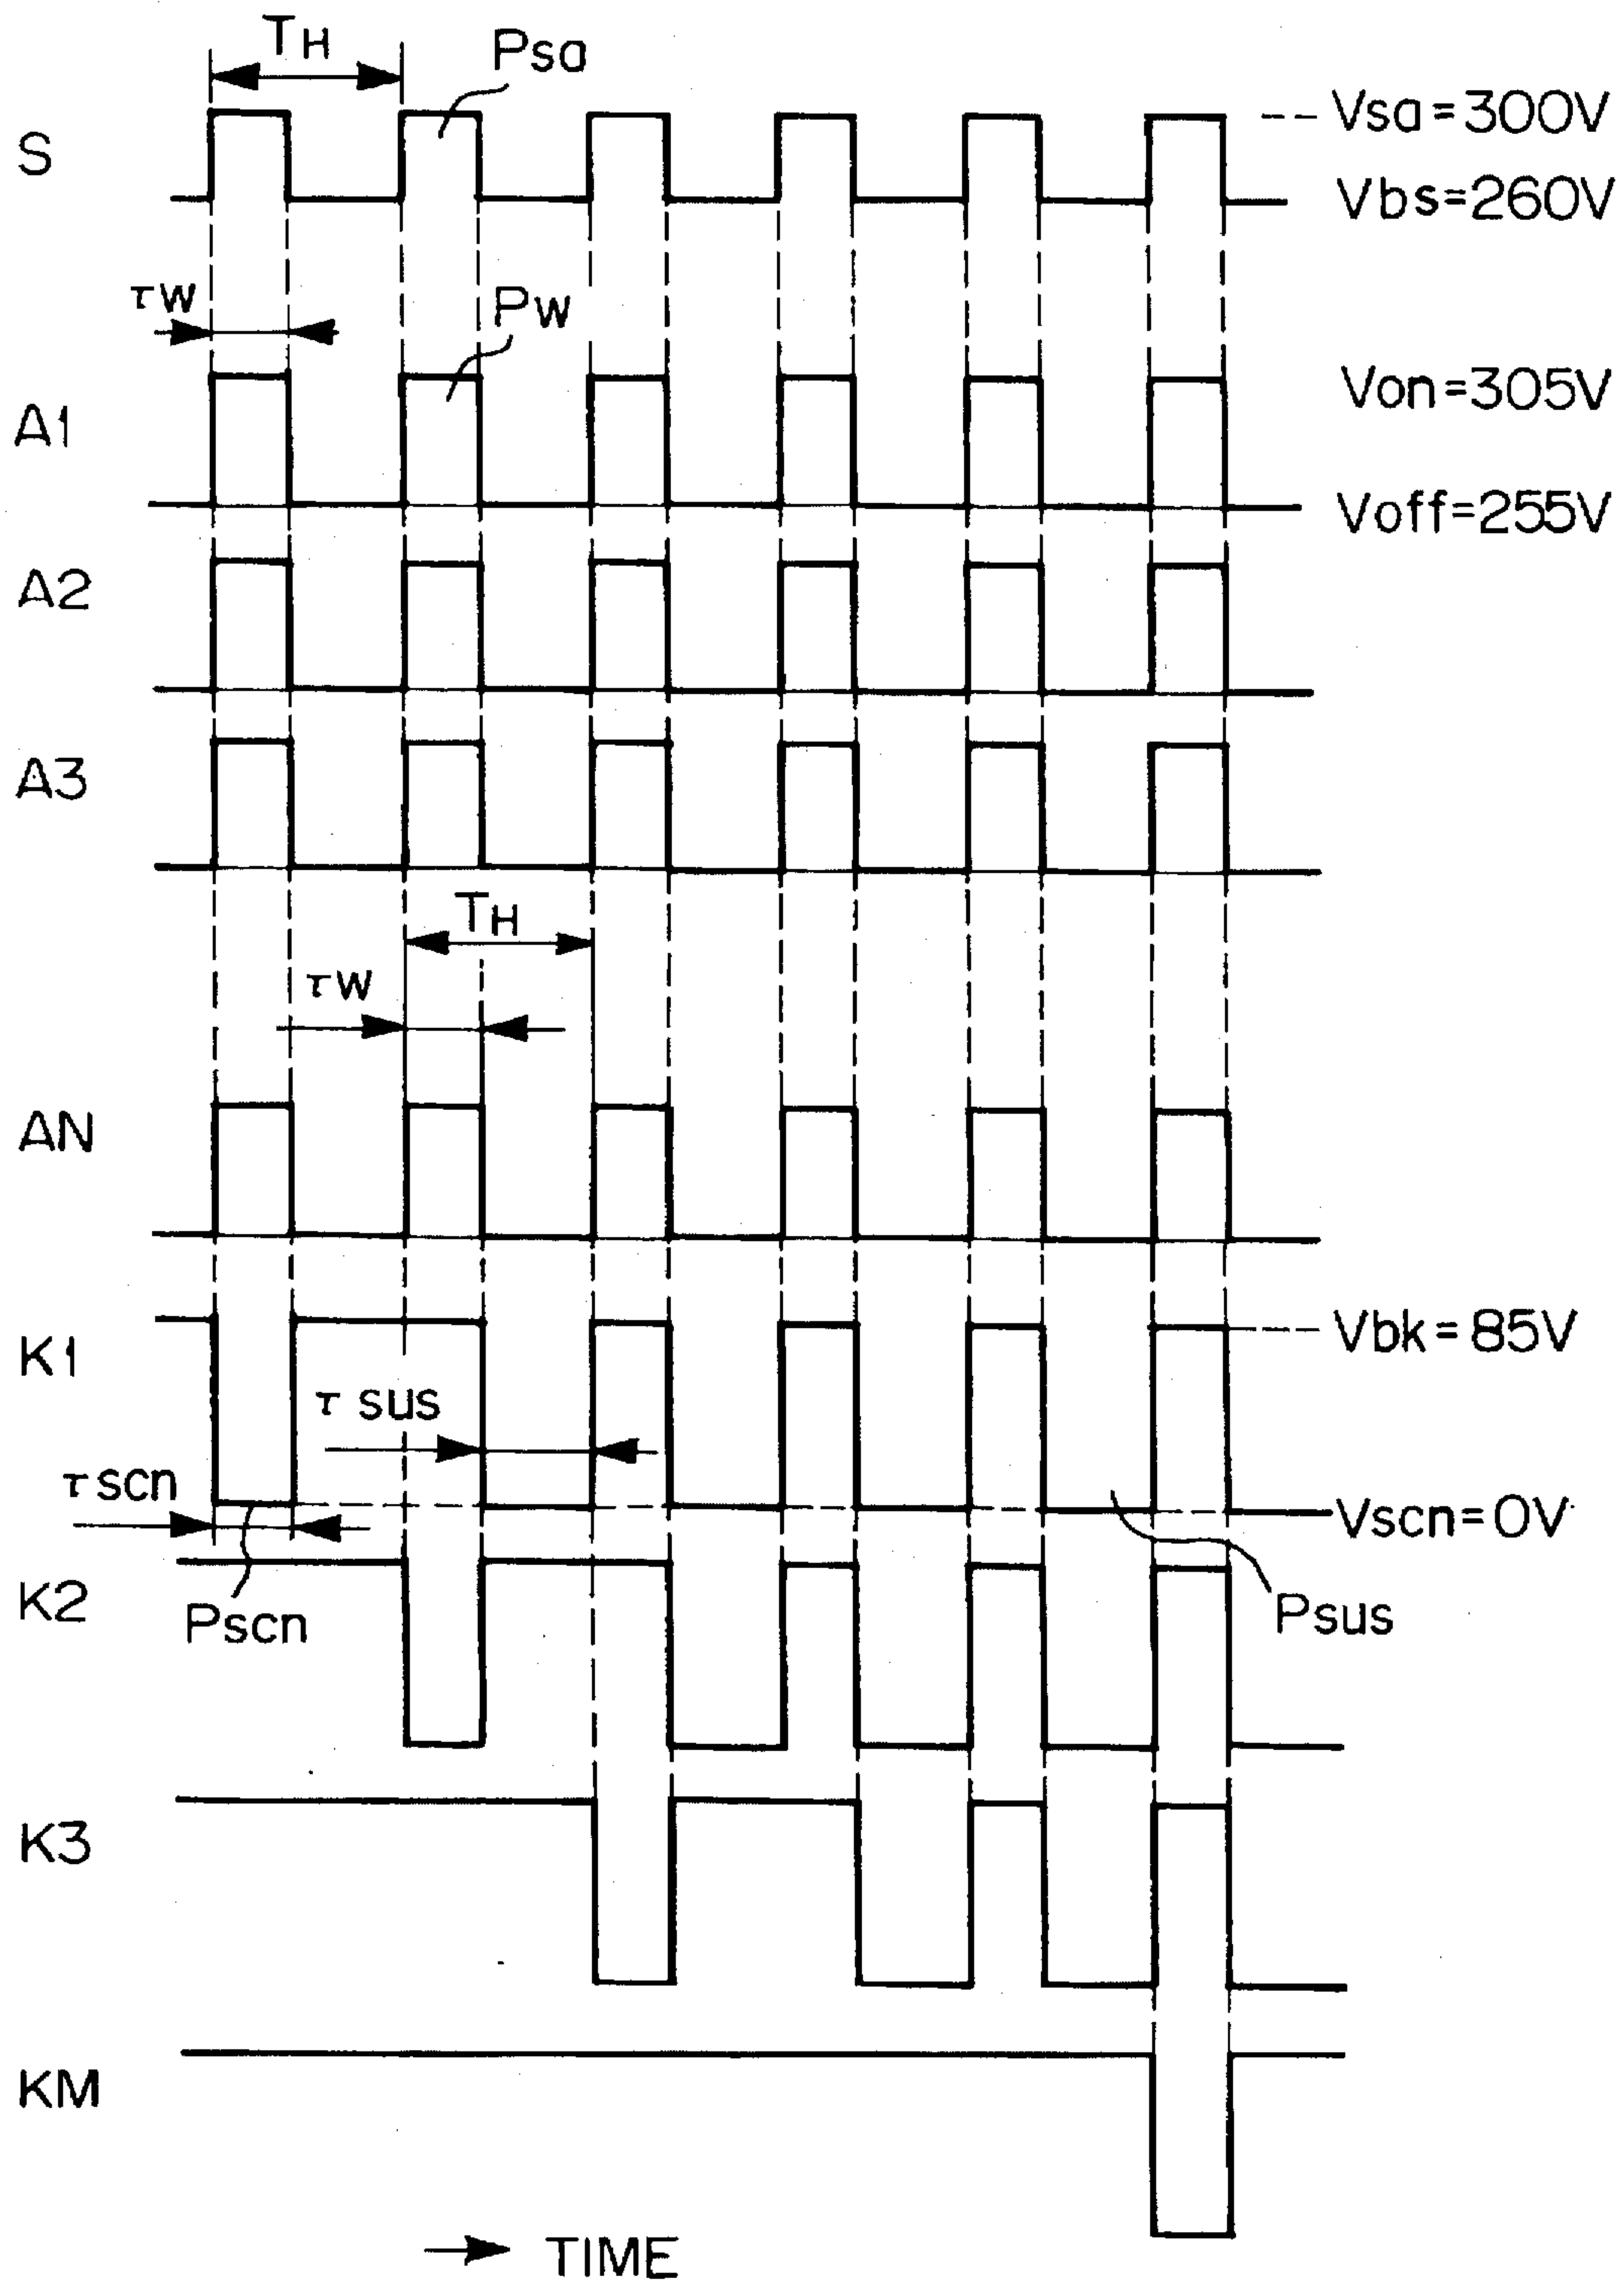 TH
Psa
S
Vsa=300V
Vbs=260V
τW
PW
A1
Von=305V
Voff=255V
A2
A3
TH
τW
AN
K1
Vbk=85V
τsus
τscn
Vscn=0V
K2
Pscn
Psus
K3
KM
TIME